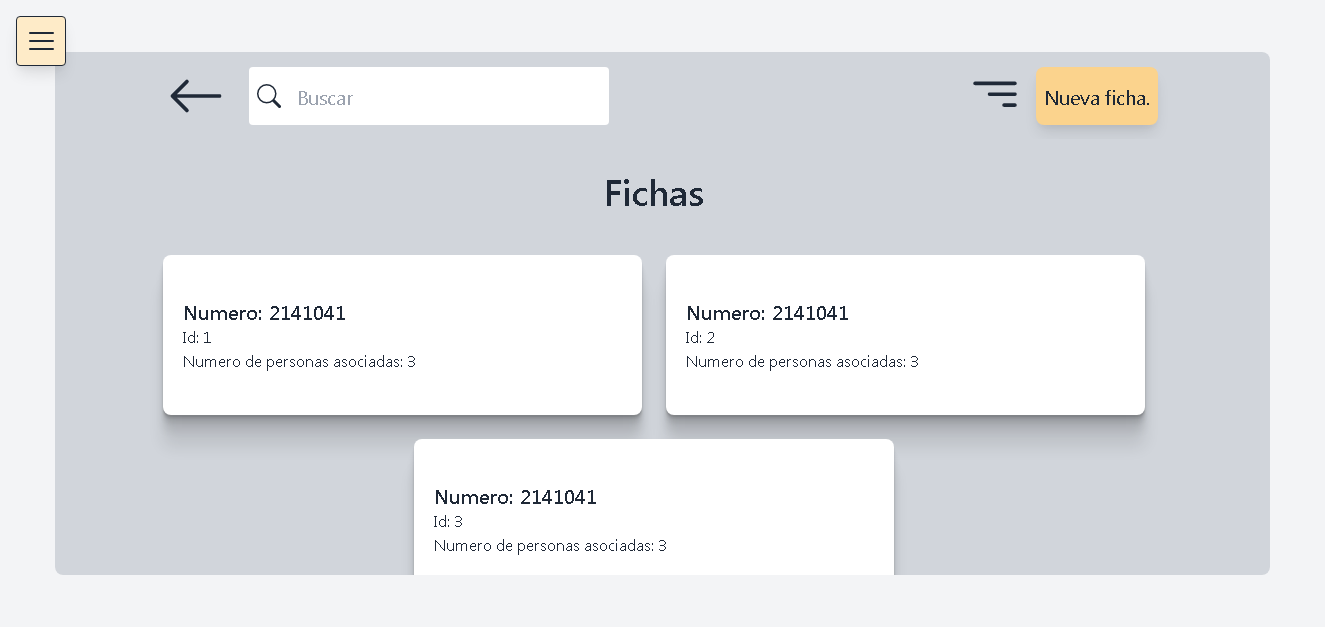 Buscar
Nueva ficha.
Fichas
Numero: 2141041
Id: 1
Numero de personas asociadas: 3
Numero: 2141041
Id: 2
Numero de personas asociadas: 3
Numero: 2141041
Id: 3
Numero de personas asociadas: 3